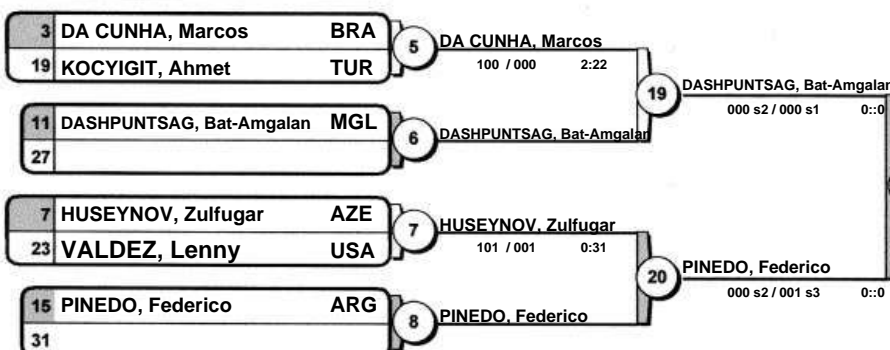 3 DA CUNHA, Marcos BRA
19 KOCYIGIT, Ahmet TUR
5 DA CUNHA, Marcos
100 / 000 2:22
11 DASHPUNTSAG, Bat-Amgalan MGL
27
6 DASHPUNTSAG, Bat-Amgalan
19 DASHPUNTSAG, Bat-Amgalan
000 s2 / 000 s1 0::0
7 HUSEYNOV, Zulfugar AZE
23 VALDEZ, Lenny USA
7 HUSEYNOV, Zulfugar
101 / 001 0:31
15 PINEDO, Federico ARG
31
8 PINEDO, Federico
20 PINEDO, Federico
000 s2 / 001 s3 0::0